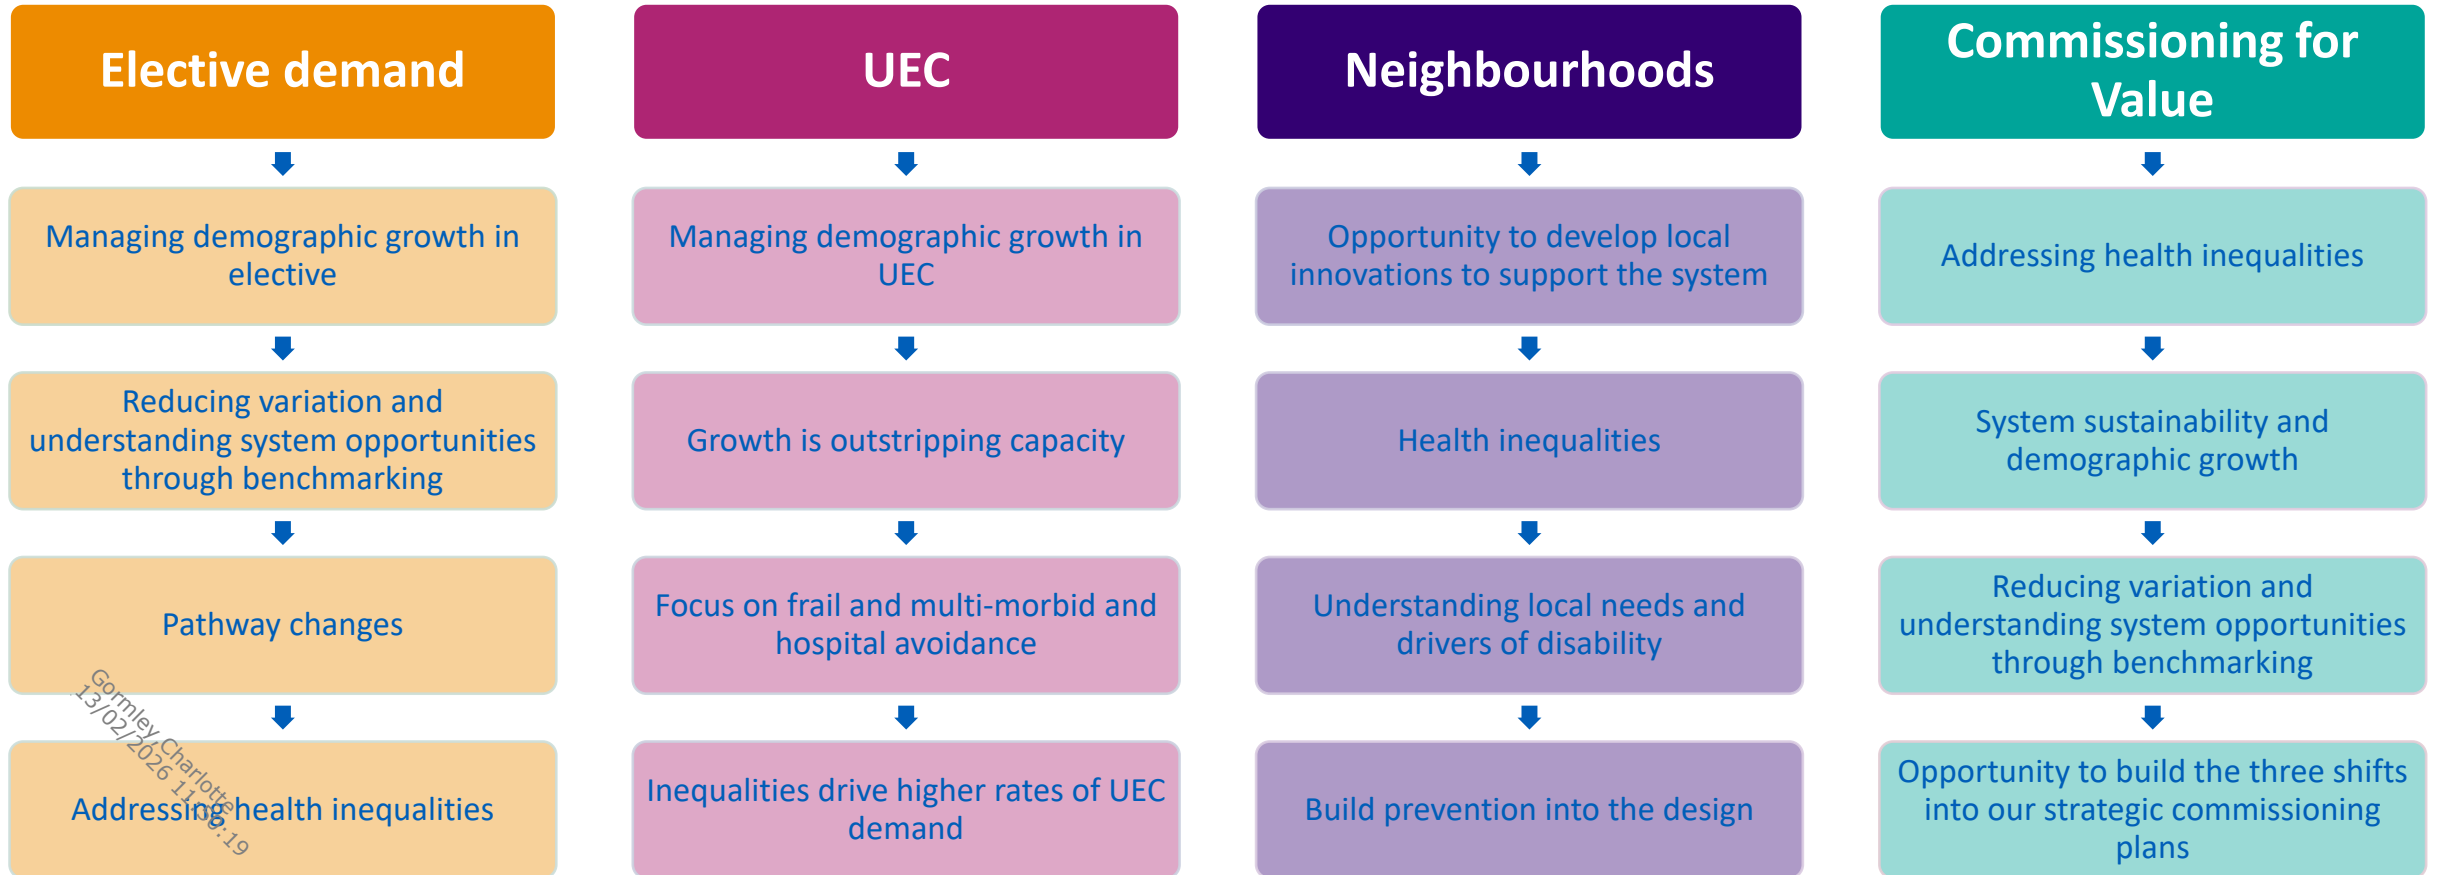 Elective demand
Managing demographic growth in
elective
Reducing variation and
understanding system opportunities
through benchmarking
Pathway changes
Addressing health inequalities
UEC
Managing demographic growth in
UEC
Growth is outstripping capacity
Focus on frail and multi-morbid and
hospital avoidance
Inequalities drive higher rates of UEC
demand
Neighbourhoods
Opportunity to develop local
innovations to support the system
Health inequalities
Understanding local needs and
drivers of disability
Build prevention into the design
Commissioning for
Value
Addressing health inequalities
System sustainability and
demographic growth
Reducing variation and
understanding system opportunities
through benchmarking
Opportunity to build the three shifts
into our strategic commissioning
plans
Gormley, Charlotte
13/02/2026